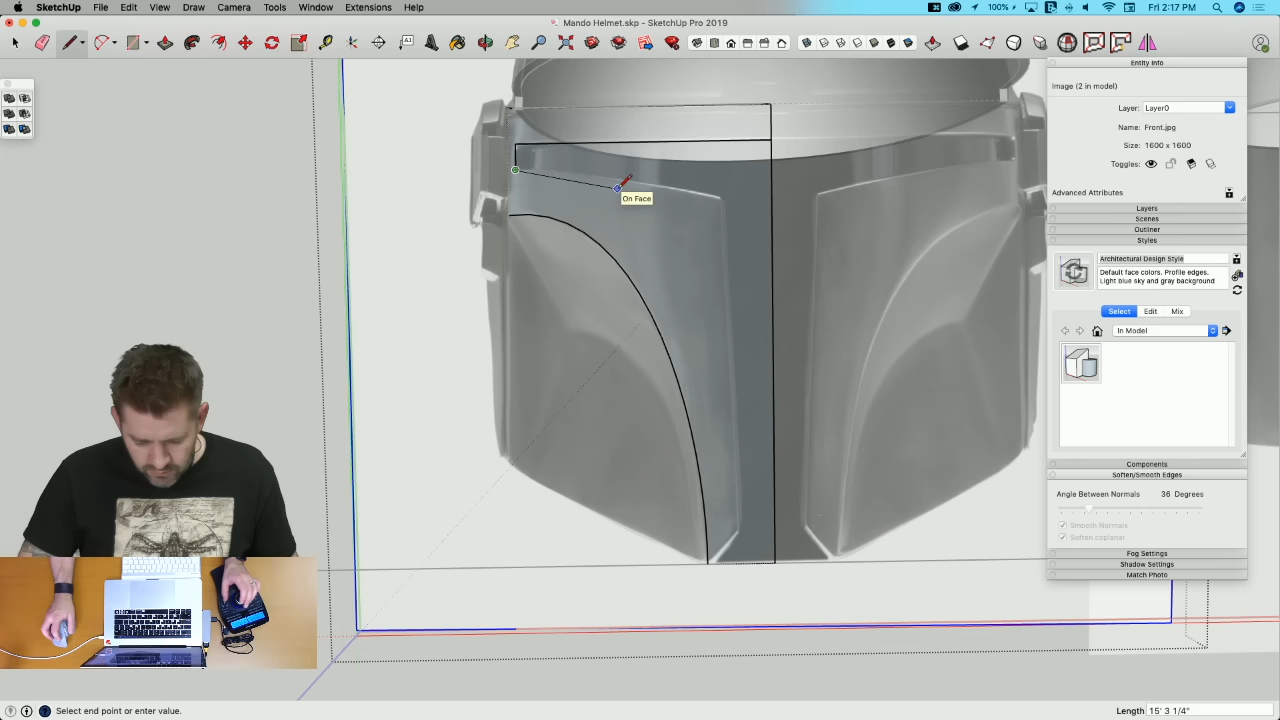 SketchUp File Edit View Draw Camera Tools Window Extensions Help
100% Fri 2:17 PM
Mando Helmet.skp - SketchUp Pro 2019
Entity Info
Image (2 in model)
Layer: Layer0
Name: Front.jpg
Size: 1600 x 1600
Toggles:
Advanced Attributes
Layers
Scenes
Outliner
Styles
Architectural Design Style
Default face colors. Profile edges.
Light blue sky and gray background
Select Edit Mix
In Model
Components
Soften/Smooth Edges
Angle Between Normals 36 Degrees
Smooth Normals
Soften coplanar
Fog Settings
Shadow Settings
Match Photo
On Face
Select end point or enter value.
Length 15' 3 1/4"